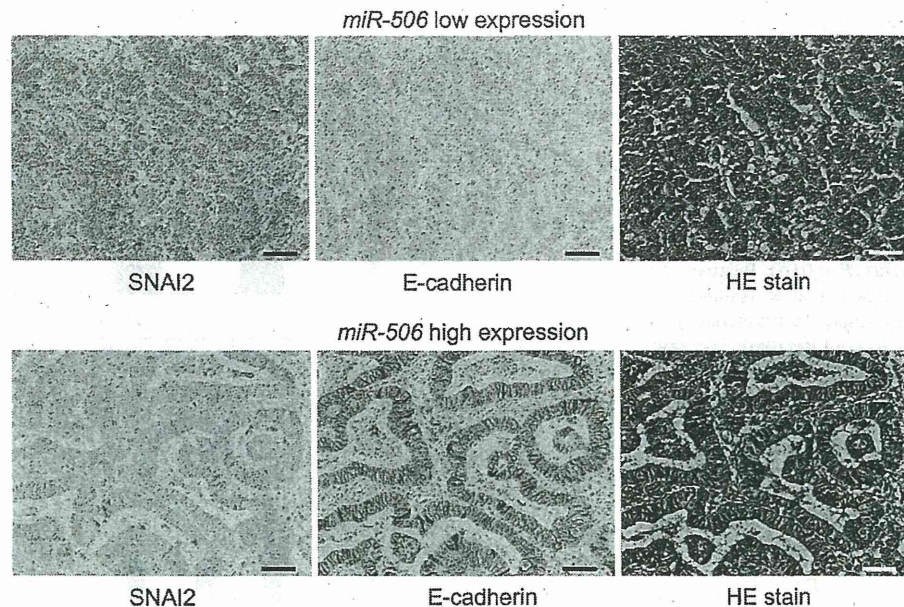 miR-506 low expression
SNAI2 E-cadherin HE stain
miR-506 high expression
SNAI2 E-cadherin HE stain